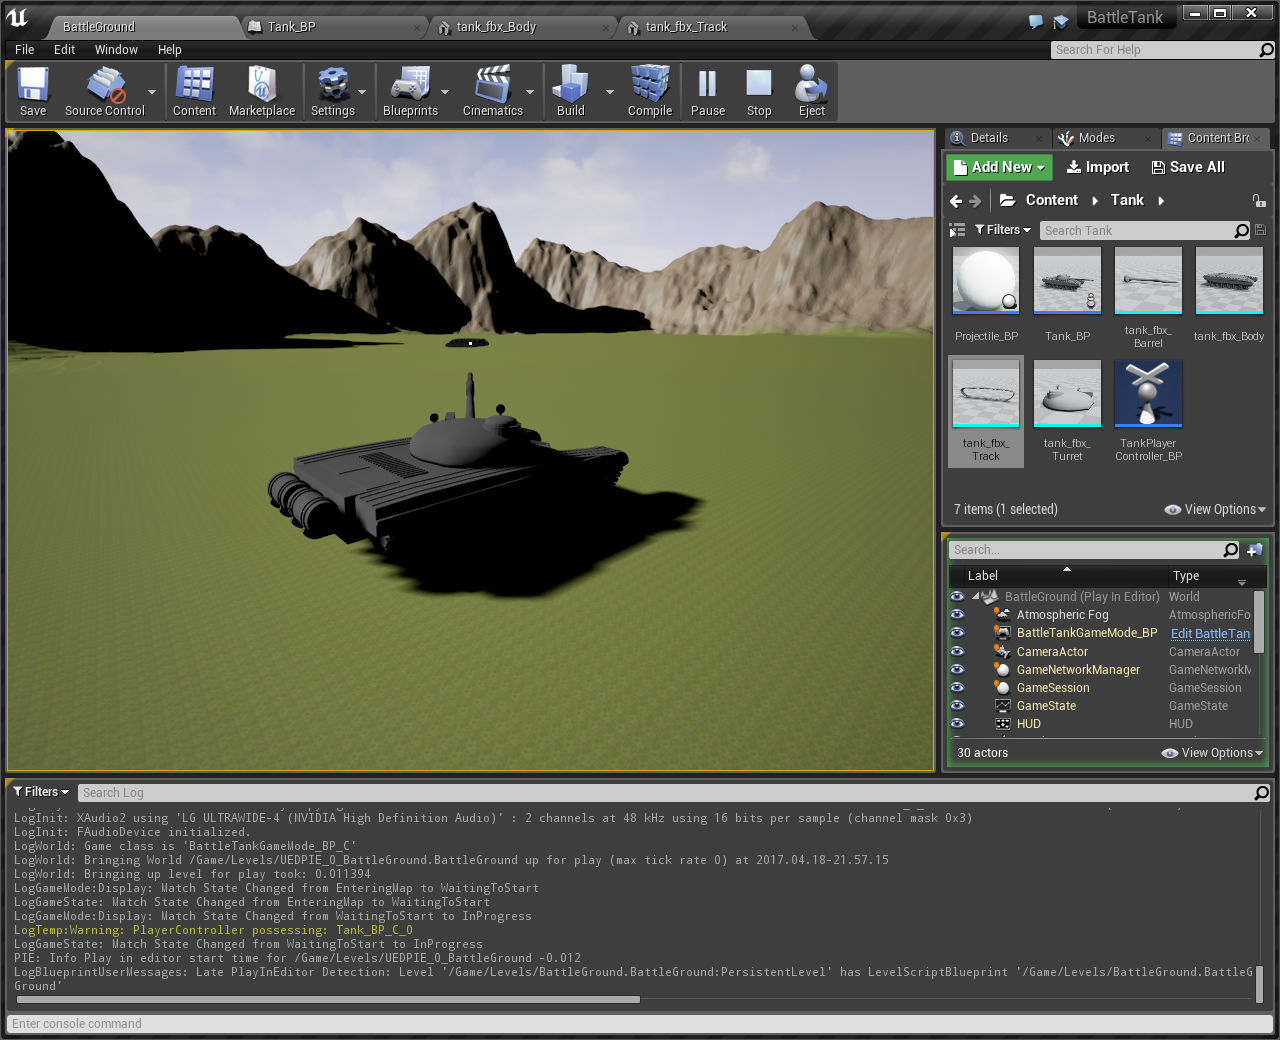 BattleGround
Tank_BP
tank_fbx_Body
tank_fbx_Track
BattleTank
File Edit Window Help
Search For Help
Save
Source Control
Content
Marketplace
Settings
Blueprints
Cinematics
Build
Compile
Pause
Stop
Eject
Details
Modes
Content Br
Add New
Import
Save All
Content
Tank
Filters
Search Tank
Projectile_BP
Tank_BP
tank_fbx_
Barrel
tank_fbx_Body
tank_fbx_
Track
tank_fbx_
Turret
TankPlayer
Controller_BP
7 items (1 selected)
View Options
Search...
Label Type
BattleGround (Play In Editor) World
Atmospheric Fog AtmosphericFo
BattleTankGameMode_BP Edit BattleTan
CameraActor CameraActor
GameNetworkManager GameNetworkM
GameSession GameSession
GameState GameState
HUD HUD
30 actors
View Options
Filters
Search Log
LogInit: XAudio2 using 'LG ULTRAWIDE-4 (NVIDIA High Definition Audio)' : 2 channels at 48 kHz using 16 bits per sample (channel mask 0x3)
LogInit: FAudioDevice initialized.
LogWorld: Game class is 'BattleTankGameMode_BP_C'
LogWorld: Bringing World /Game/Levels/UEDPIE_0_BattleGround.BattleGround up for play (max tick rate 0) at 2017.04.18-21.57.15
LogWorld: Bringing up level for play took: 0.011394
LogGameMode:Display: Match State Changed from EnteringMap to WaitingToStart
LogGameState: Match State Changed from EnteringMap to WaitingToStart
LogGameMode:Display: Match State Changed from WaitingToStart to InProgress
LogTemp:Warning: PlayerController possessing: Tank_BP_C_0
LogGameState: Match State Changed from WaitingToStart to InProgress
PIE: Info Play in editor start time for /Game/Levels/UEDPIE_0_BattleGround -0.012
LogBlueprintUserMessages: Late PlayInEditor Detection: Level '/Game/Levels/BattleGround.BattleGround:PersistentLevel' has LevelScriptBlueprint '/Game/Levels/BattleGround.BattleG
Ground'
Enter console command